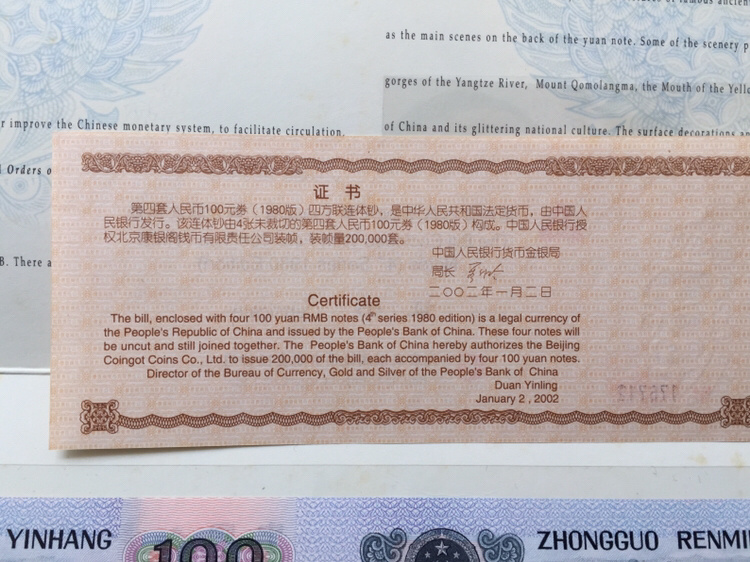 as the main scenes on the back of the yuan note. Some of the scenery
gorges of the Yangtze River, Mount Qomolangma, the Mouth of the
improve the Chinese monetary system, to facilitate circulation.
of China and its glittering national culture. The surface decorations
Orders
B. There
证书
第四套人民币100元券（1980版）四方联连体钞，是中华人民共和国法定货币，由中国人
民银行发行。该连体钞由4张未裁切的第四套人民币100元券（1980版）构成。中国人民银行授
权北京康银阁钱币有限责任公司装帧，装帧量200,000套。
中国人民银行货币金银局
局长
二〇〇二年一月二日
Certificate
The bill, enclosed with four 100 yuan RMB notes (4th series 1980 edition) is a legal currency of
the People's Republic of China and issued by the People's Bank of China. These four notes will
be uncut and still joined together. The People's Bank of China hereby authorizes the Beijing
Coingot Coins Co., Ltd. to issue 200,000 of the bill, each accompanied by four 100 yuan notes.
Director of the Bureau of Currency, Gold and Silver of the People's Bank of China
Duan Yinling
January 2 , 2002
YINHANG
100
ZHONGGUO RENMI